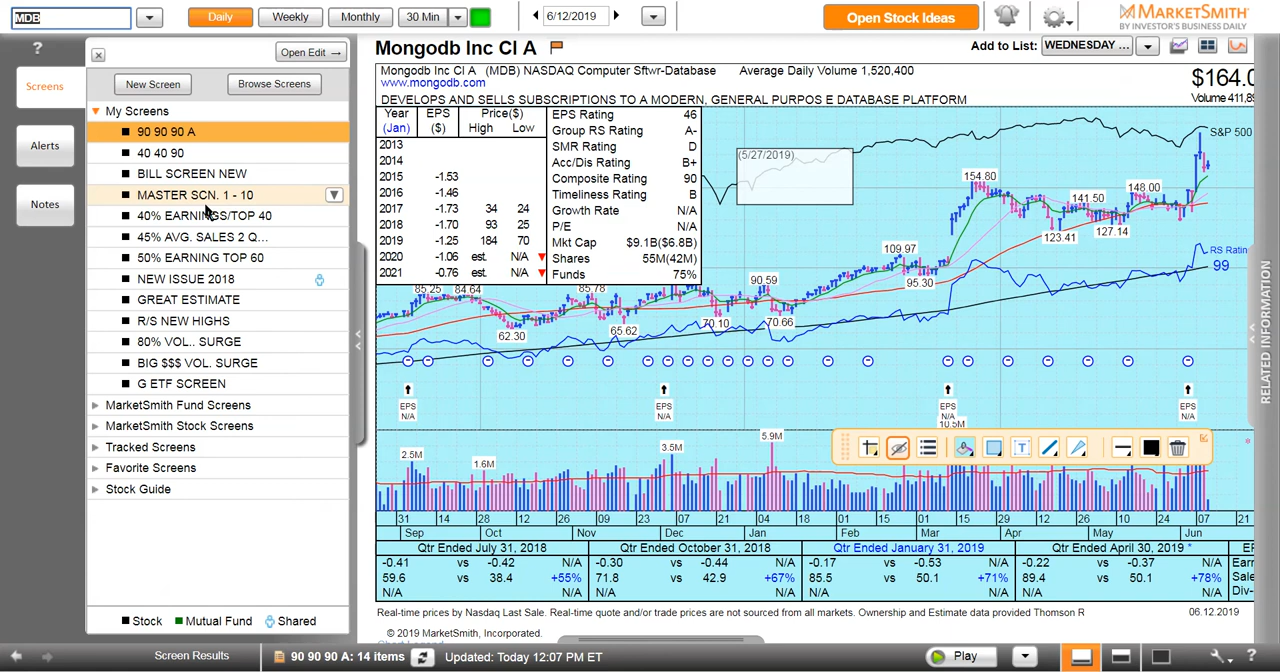 MDB
Daily
Weekly
Monthly
30 Min
6/12/2019
Open Stock Ideas
MARKETSMITH
BY INVESTOR'S BUSINESS DAILY
?
Screens
Alerts
Notes
Open Edit →
New Screen
Browse Screens
My Screens
90 90 90 A
40 40 90
BILL SCREEN NEW
MASTER SCN. 1 - 10
40% EARNINGS/TOP 40
45% AVG. SALES 2 Q...
50% EARNING TOP 60
NEW ISSUE 2018
GREAT ESTIMATE
R/S NEW HIGHS
80% VOL.. SURGE
BIG $$$ VOL. SURGE
G ETF SCREEN
MarketSmith Fund Screens
MarketSmith Stock Screens
Tracked Screens
Favorite Screens
Stock Guide
Stock
Mutual Fund
Shared
Mongodb Inc Cl A
Add to List:
WEDNESDAY ...
Mongodb Inc Cl A (MDB) NASDAQ Computer Sftwr-Database
Average Daily Volume 1,520,400
www.mongodb.com
DEVELOPS AND SELLS SUBSCRIPTIONS TO A MODERN, GENERAL PURPOS E DATABASE PLATFORM
$164.0
Volume 411,89
Year EPS Price($)
(Jan) ($) High Low
2013
2014
2015 -1.53
2016 -1.46
2017 -1.73 34 24
2018 -1.70 93 25
2019 -1.25 184 70
2020 -1.06 est. N/A
2021 -0.76 est. N/A
EPS Rating 46
Group RS Rating A-
SMR Rating D
Acc/Dis Rating B+
Composite Rating 90
Timeliness Rating B
Growth Rate N/A
P/E N/A
Mkt Cap $9.1B($6.8B)
Shares 55M(42M)
Funds 75%
(5/27/2019)
S&P 500
154.80
148.00
141.50
123.41
127.14
109.97
95.30
RS Ratin
99
90.59
85.25
84.64
85.78
62.30
65.62
70.10
70.66
EPS N/A
EPS N/A
EPS N/A
EPS N/A
10.5M
2.5M
1.6M
3.5M
5.9M
31 14 28 12 26 09 23 07 21 04 18 01 15 01 15 29 12 26 10 24 07 21
Sep Oct Nov Dec Jan Feb Mar Apr May Jun
Qtr Ended July 31, 2018
Qtr Ended October 31, 2018
Qtr Ended January 31, 2019
Qtr Ended April 30, 2019 *
-0.41 vs -0.42 N/A
-0.30 vs -0.44 N/A
-0.17 vs -0.53 N/A
-0.22 vs -0.37 N/A
Earr
59.6 vs 38.4 +55%
71.8 vs 42.9 +67%
85.5 vs 50.1 +71%
89.4 vs 50.1 +78%
Sale
N/A N/A
N/A N/A
N/A N/A
N/A N/A
Div-
Real-time prices by Nasdaq Last Sale. Real-time quote and/or trade prices are not sourced from all markets. Ownership and Estimate data provided Thomson R
06.12.2019
© 2019 MarketSmith, Incorporated.
RELATED INFORMATION
Screen Results
90 90 90 A: 14 items
Updated: Today 12:07 PM ET
Play
?